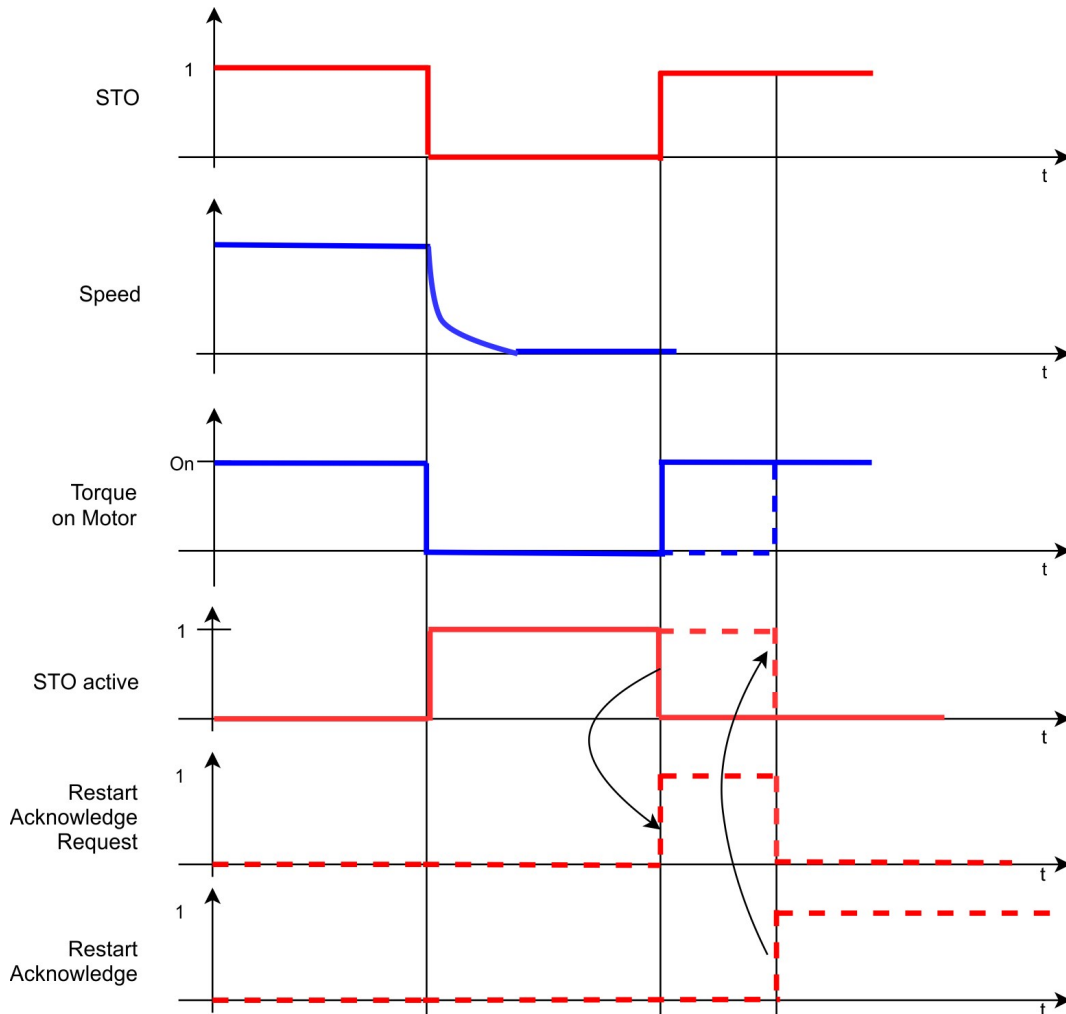 1
STO
t
Speed
t
On
Torque
on Motor
t
1
STO active
t
1
Restart
Acknowledge
Request
t
1
Restart
Acknowledge
t